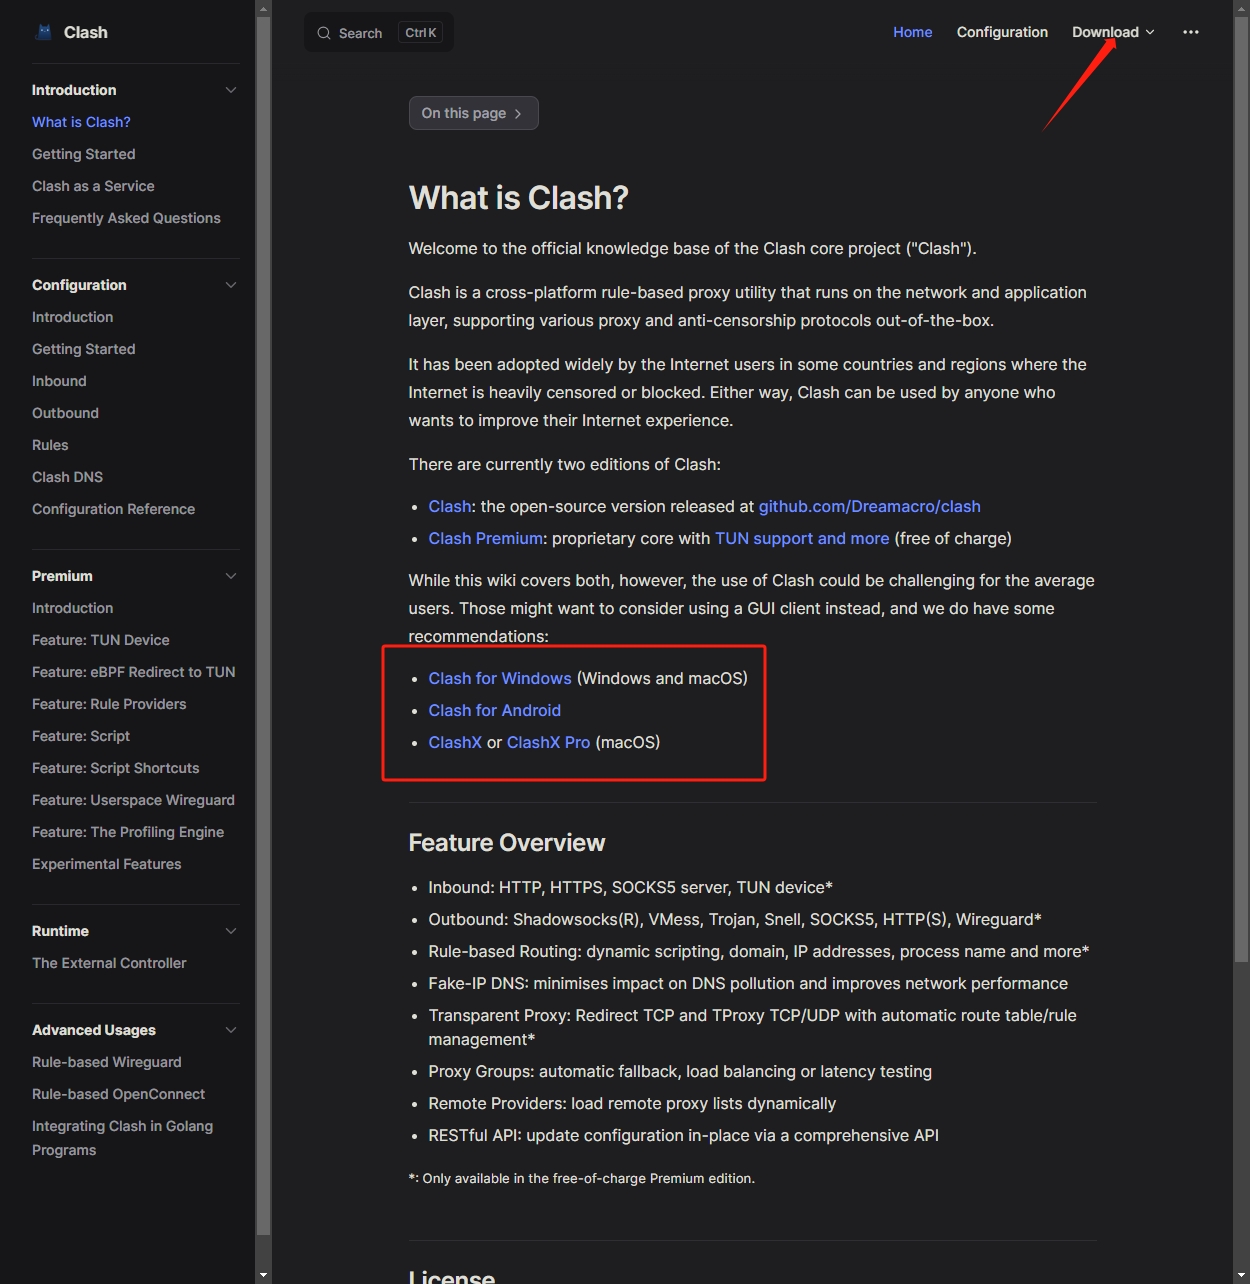 Clash
Introduction
What is Clash?
Getting Started
Clash as a Service
Frequently Asked Questions
Configuration
Introduction
Getting Started
Inbound
Outbound
Rules
Clash DNS
Configuration Reference
Premium
Introduction
Feature: TUN Device
Feature: eBPF Redirect to TUN
Feature: Rule Providers
Feature: Script
Feature: Script Shortcuts
Feature: Userspace Wireguard
Feature: The Profiling Engine
Experimental Features
Runtime
The External Controller
Advanced Usages
Rule-based Wireguard
Rule-based OpenConnect
Integrating Clash in Golang
Programs
Search Ctrl K
Home Configuration Download
On this page
What is Clash?
Welcome to the official knowledge base of the Clash core project ("Clash").
Clash is a cross-platform rule-based proxy utility that runs on the network and application
layer, supporting various proxy and anti-censorship protocols out-of-the-box.
It has been adopted widely by the Internet users in some countries and regions where the
Internet is heavily censored or blocked. Either way, Clash can be used by anyone who
wants to improve their Internet experience.
There are currently two editions of Clash:
• Clash: the open-source version released at github.com/Dreamacro/clash
• Clash Premium: proprietary core with TUN support and more (free of charge)
While this wiki covers both, however, the use of Clash could be challenging for the average
users. Those might want to consider using a GUI client instead, and we do have some
recommendations:
• Clash for Windows (Windows and macOS)
• Clash for Android
• ClashX or ClashX Pro (macOS)
Feature Overview
• Inbound: HTTP, HTTPS, SOCKS5 server, TUN device*
• Outbound: Shadowsocks(R), VMess, Trojan, Snell, SOCKS5, HTTP(S), Wireguard*
• Rule-based Routing: dynamic scripting, domain, IP addresses, process name and more*
• Fake-IP DNS: minimises impact on DNS pollution and improves network performance
• Transparent Proxy: Redirect TCP and TProxy TCP/UDP with automatic route table/rule
management*
• Proxy Groups: automatic fallback, load balancing or latency testing
• Remote Providers: load remote proxy lists dynamically
• RESTful API: update configuration in-place via a comprehensive API
*: Only available in the free-of-charge Premium edition.
License